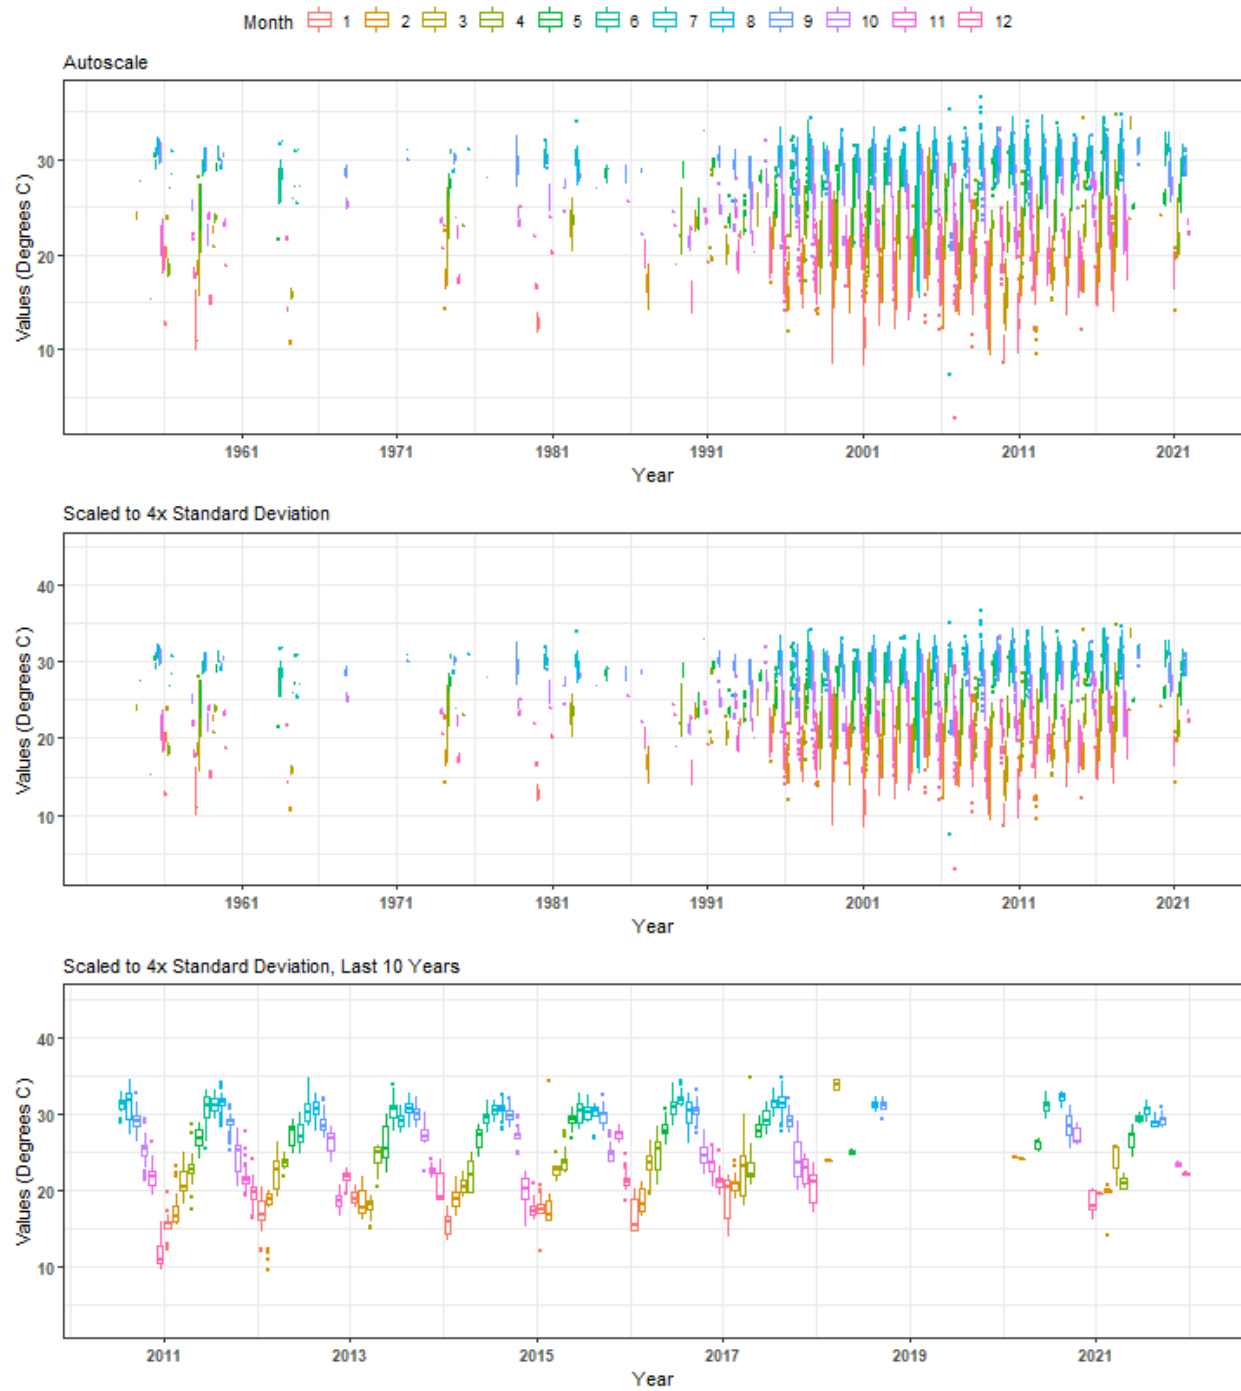 Month 1 2 3 4 5 6 7 8 9 10 11 12
Autoscale
Values (Degrees C)
30
20
10
1961 1971 1981 1991 2001 2011 2021
Year
Scaled to 4x Standard Deviation
Values (Degrees C)
40
30
20
10
1961 1971 1981 1991 2001 2011 2021
Year
Scaled to 4x Standard Deviation, Last 10 Years
Values (Degrees C)
40
30
20
10
2011 2013 2015 2017 2019 2021
Year